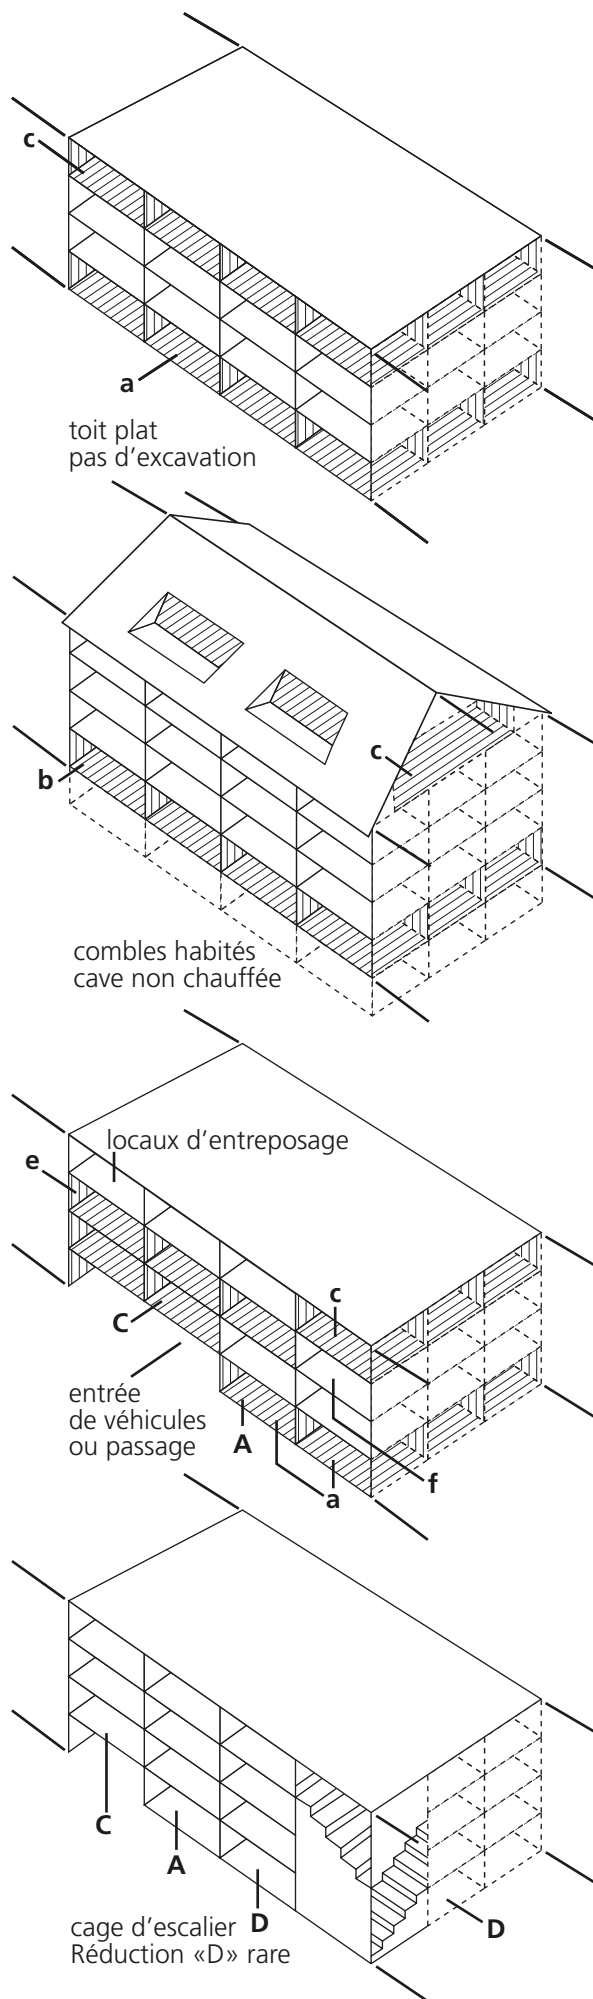 c
a
toit plat
pas d'excavation
c
b
combles habités
cave non chauffée
locaux d'entreposage
e
c
C
entrée
de véhicules
ou passage
A
a
f
C
A
D
D
cage d'escalier
Réduction «D» rare